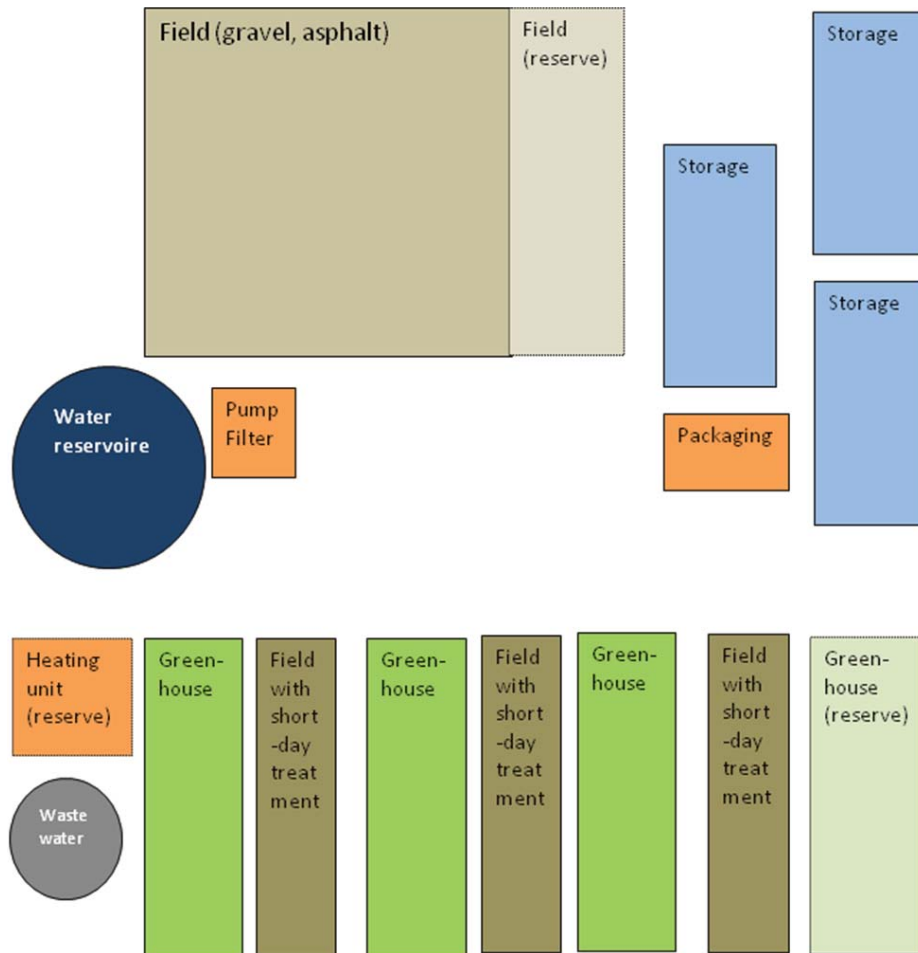 Field (gravel, asphalt)
Field
(reserve)
Storage
Storage
Storage
Water
reservoire
Pump
Filter
Packaging
Heating
unit
(reserve)
Green-
house
Field
with
short
-day
treat
ment
Green-
house
Field
with
short
-day
treat
ment
Green-
house
Field
with
short
-day
treat
ment
Green-
house
(reserve)
Waste
water